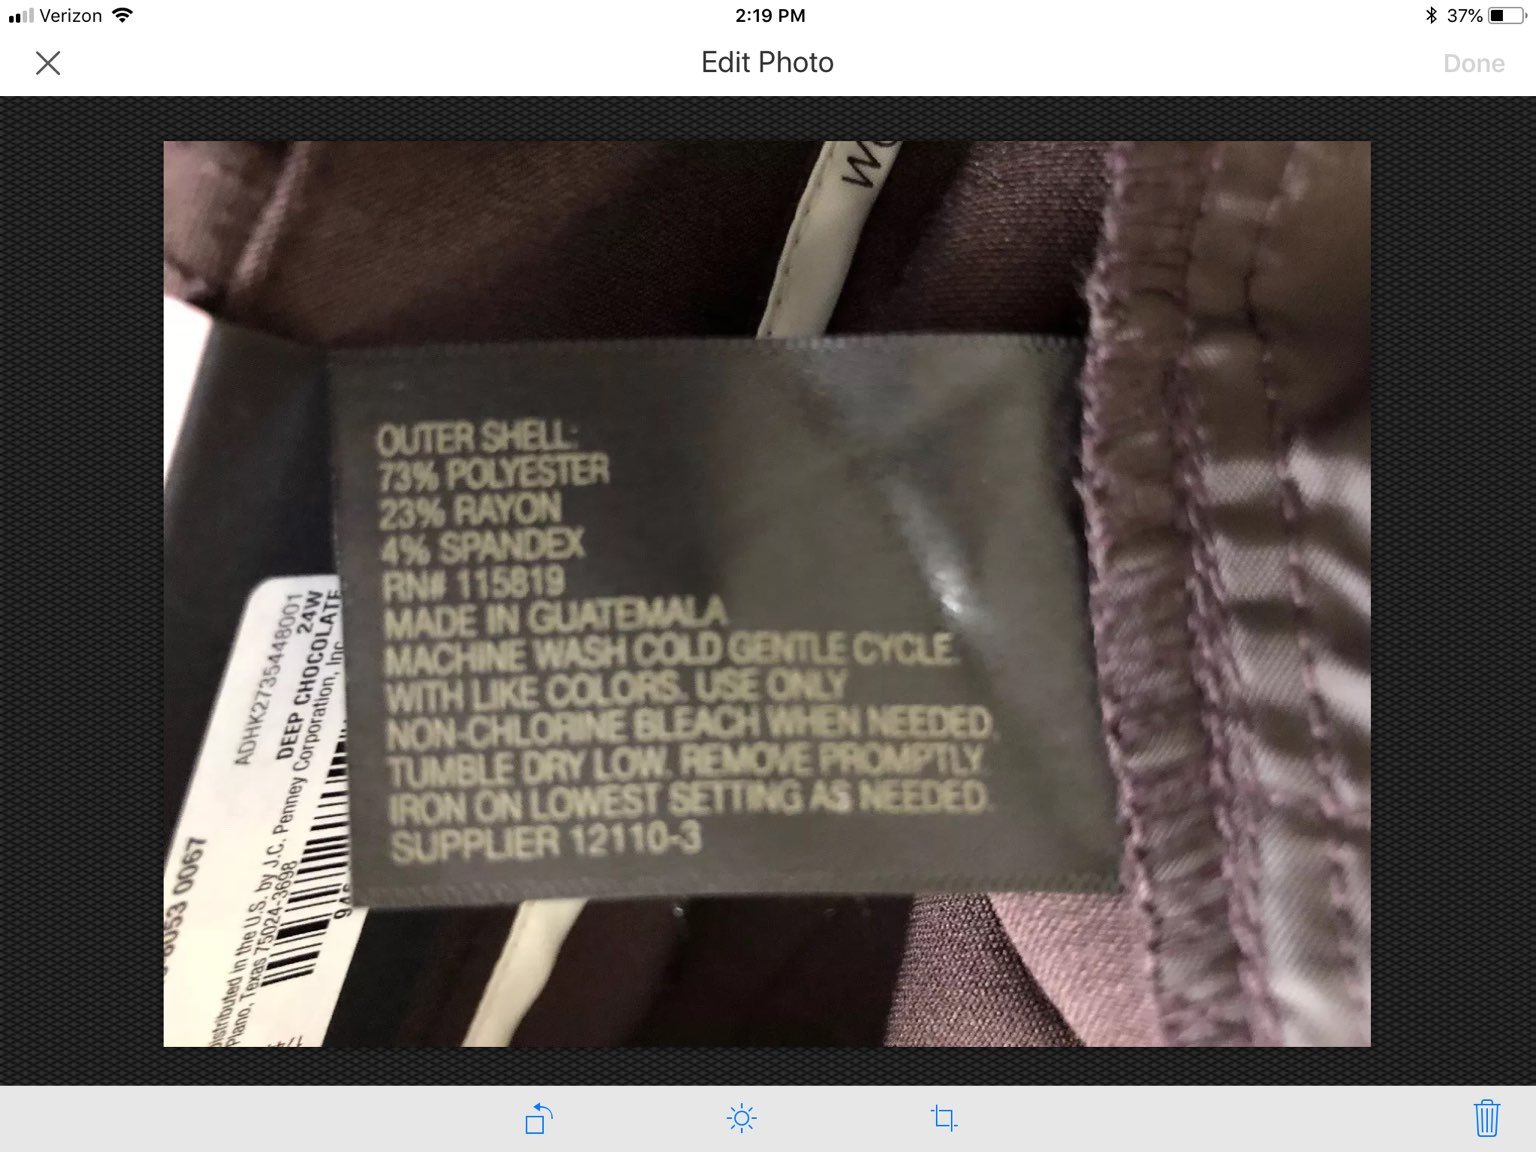 Verizon
2:19 PM
37%
Edit Photo
Done
OUTER SHELL:
73% POLYESTER
23% RAYON
4% SPANDEX
RN# 115819
MADE IN GUATEMALA
MACHINE WASH COLD GENTLE CYCLE.
WITH LIKE COLORS. USE ONLY
NON-CHLORINE BLEACH WHEN NEEDED.
TUMBLE DRY LOW. REMOVE PROMPTLY.
IRON ON LOWEST SETTING AS NEEDED.
SUPPLIER 12110-3
ADHK2735448001
24W
DEEP CHOCOLATE
in the U.S. by J.C. Penney Corporation, Inc.
Plano, Texas 75024-3698
0053 0067